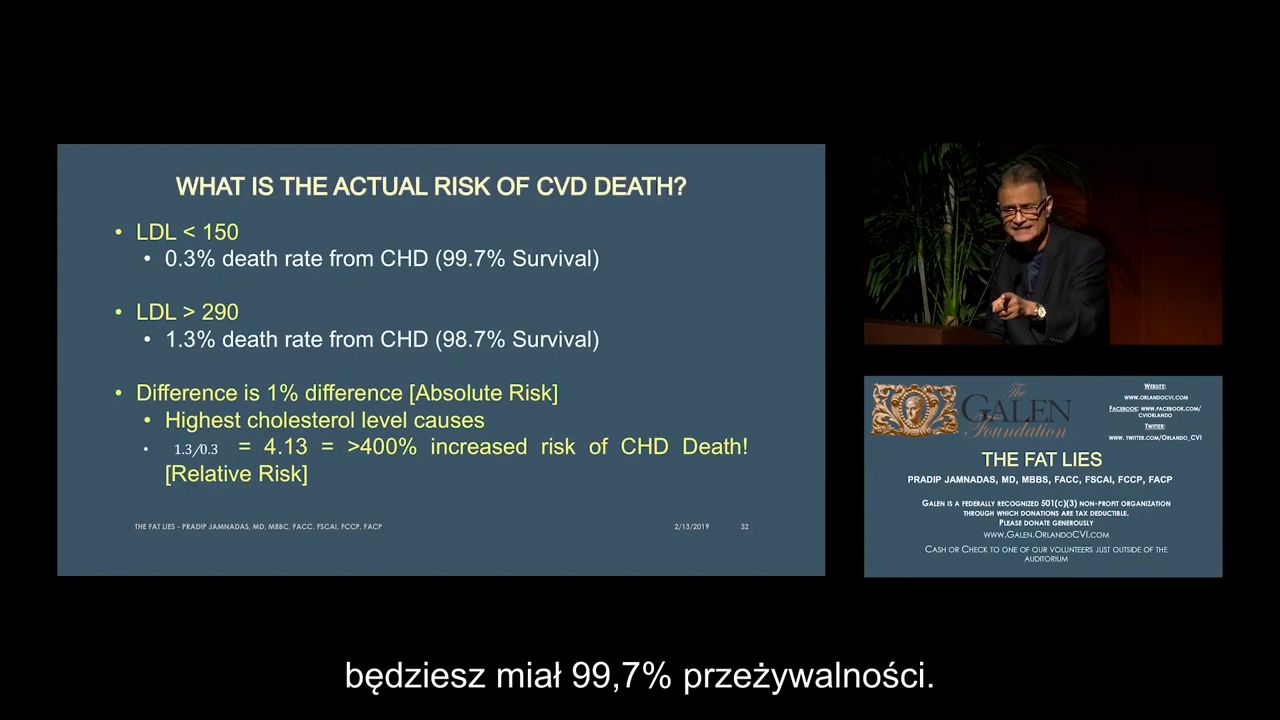 WHAT IS THE ACTUAL RISK OF CVD DEATH?
• LDL < 150
• 0.3% death rate from CHD (99.7% Survival)
• LDL > 290
• 1.3% death rate from CHD (98.7% Survival)
• Difference is 1% difference [Absolute Risk]
• Highest cholesterol level causes
• 1.3/0.3 = 4.13 = >400% increased risk of CHD Death!
[Relative Risk]
THE FAT LIES - PRADIP JAMNADAS, MD, MBBC, FACC, FSCAI, FCCP, FACP
2/13/2019
32
The
GALEN
Foundation
WEBSITE:
WWW.ORLANDOCVI.COM
FACEBOOK: WWW.FACEBOOK.COM/
CVIORLANDO
TWITTER:
WWW. TWITTER.COM/ORLANDO_CVI
THE FAT LIES
PRADIP JAMNADAS, MD, MBBS, FACC, FSCAI, FCCP, FACP
GALEN IS A FEDERALLY RECOGNIZED 501(C)(3) NON-PROFIT ORGANIZATION
THROUGH WHICH DONATIONS ARE TAX DEDUCTIBLE.
PLEASE DONATE GENEROUSLY
WWW.GALEN.ORLANDOCVI.COM
CASH OR CHECK TO ONE OF OUR VOLUNTEERS JUST OUTSIDE OF THE
AUDITORIUM
będziesz miał 99,7% przeżywalności.